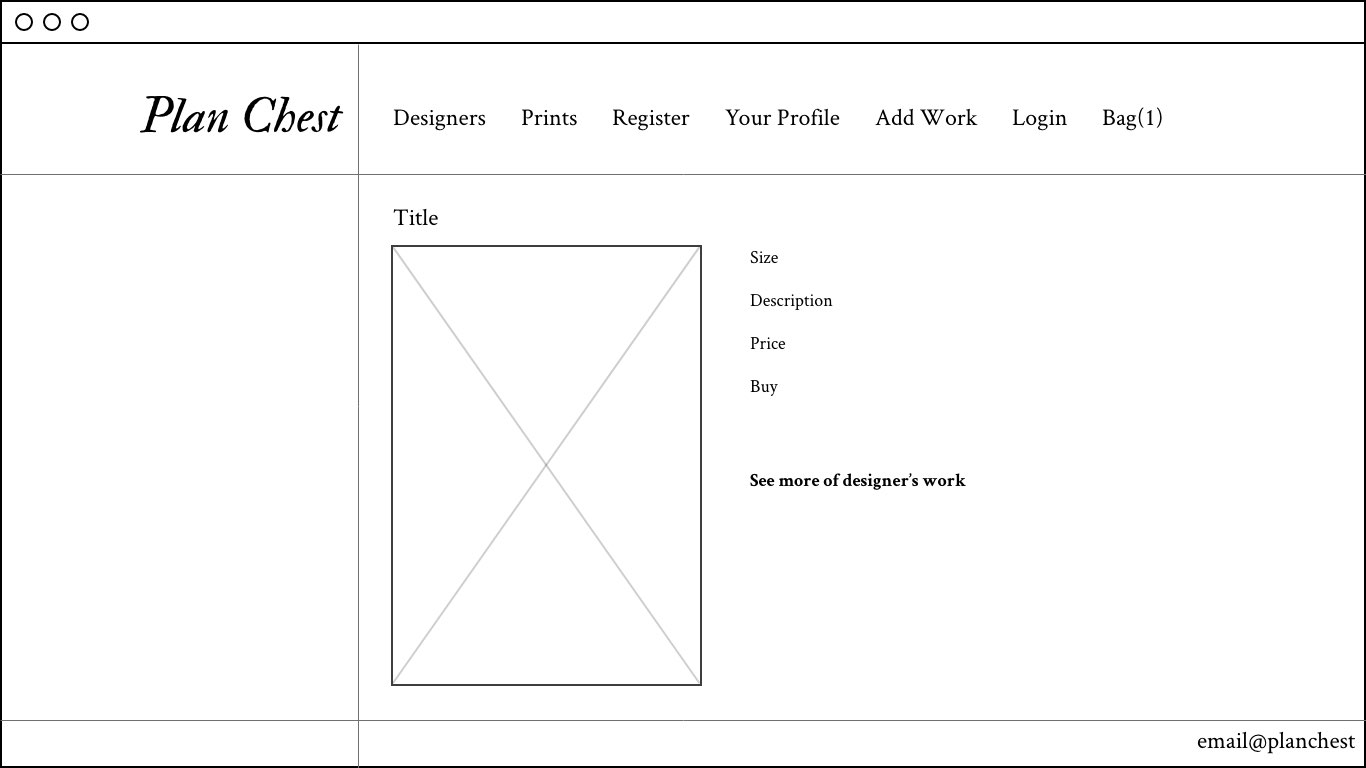 Plan Chest
Designers Prints Register Your Profile Add Work Login Bag(1)
Title
Size
Description
Price
Buy
See more of designer’s work
email@planchest